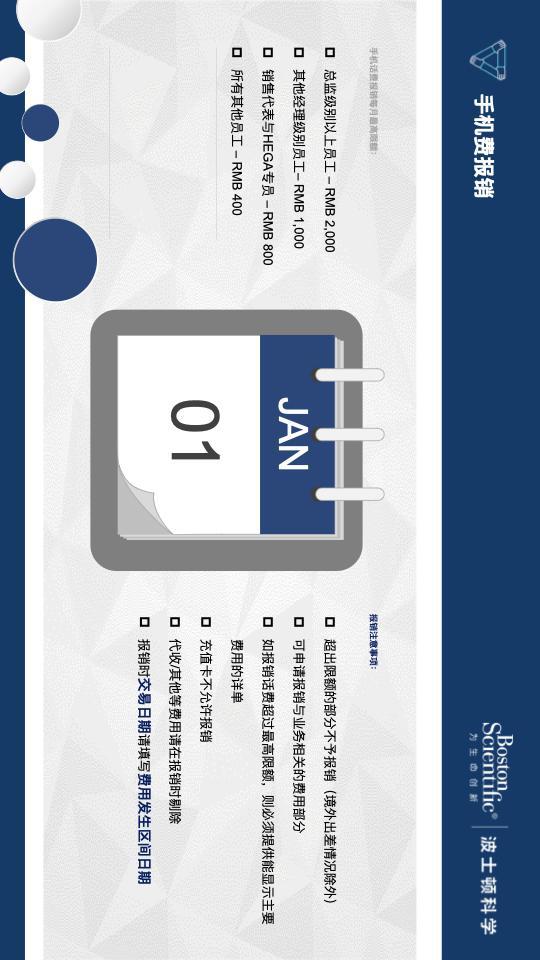 手机费报销
Boston
Scientific®
为生命创新
波士顿科学
手机话费报销每月最高限额：
总监级别以上员工 – RMB 2,000
其他经理级别员工– RMB 1,000
销售代表与HEGA专员 – RMB 800
所有其他员工 – RMB 400
JAN
01
报销注意事项：
超出限额的部分不予报销（境外出差情况除外）
可申请报销与业务相关的费用部分
如报销话费超过最高限额，则必须提供能显示主要
费用的详单
充值卡不允许报销
代收/其他等费用请在报销时剔除
报销时交易日期请填写费用发生区间日期